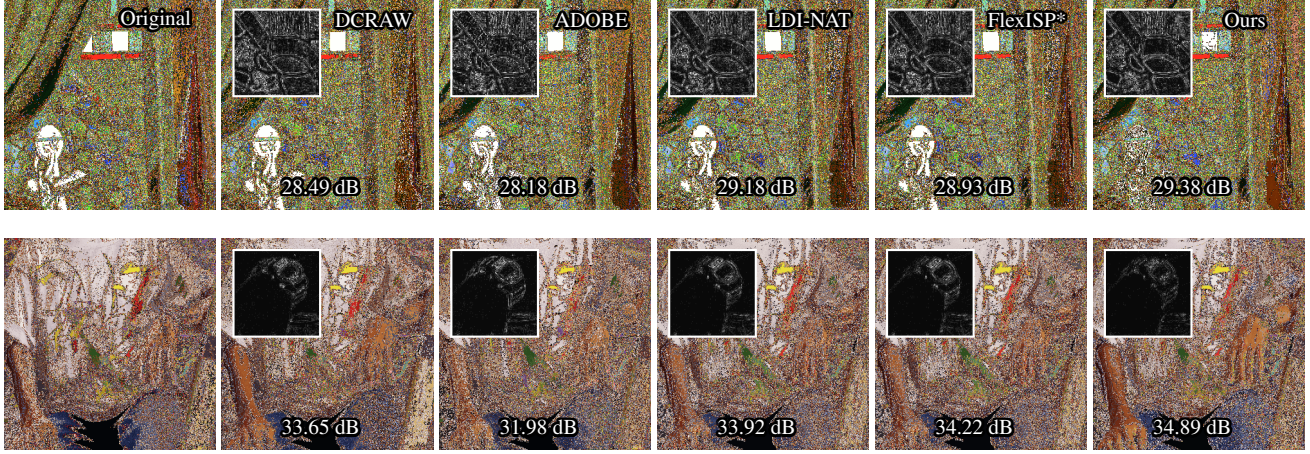 Original
DCRAW
ADOBE
LDI-NAT
FlexISP*
Ours
28.49 dB
28.18 dB
29.18 dB
28.93 dB
29.38 dB
33.65 dB
31.98 dB
33.92 dB
34.22 dB
34.89 dB